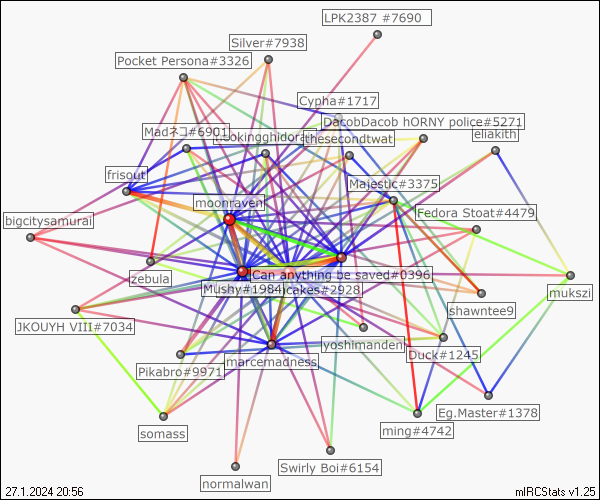 LPK2387 #7690
Silver#7938
Pocket Persona#3326
Cypha#1717
DacobDacob hORNY police#5271
Madネコ#6901
thesecondtwat
eliakith
frisout
Majestic#3375
moonraven
Fedora Stoat#4479
bigcitysamurai
Can anything be saved#0396
zebula
Mushy#1984
cakes#2928
mukszi
shawntee9
JKOUYH VIII#7034
yoshimandeh
Duck#1245
marcemadness
Pikabro#9971
Eg.Master#1378
somass
ming#4742
Swirly Boi#6154
normalwan
27.1.2024 20:56
mIRCStats v1.25